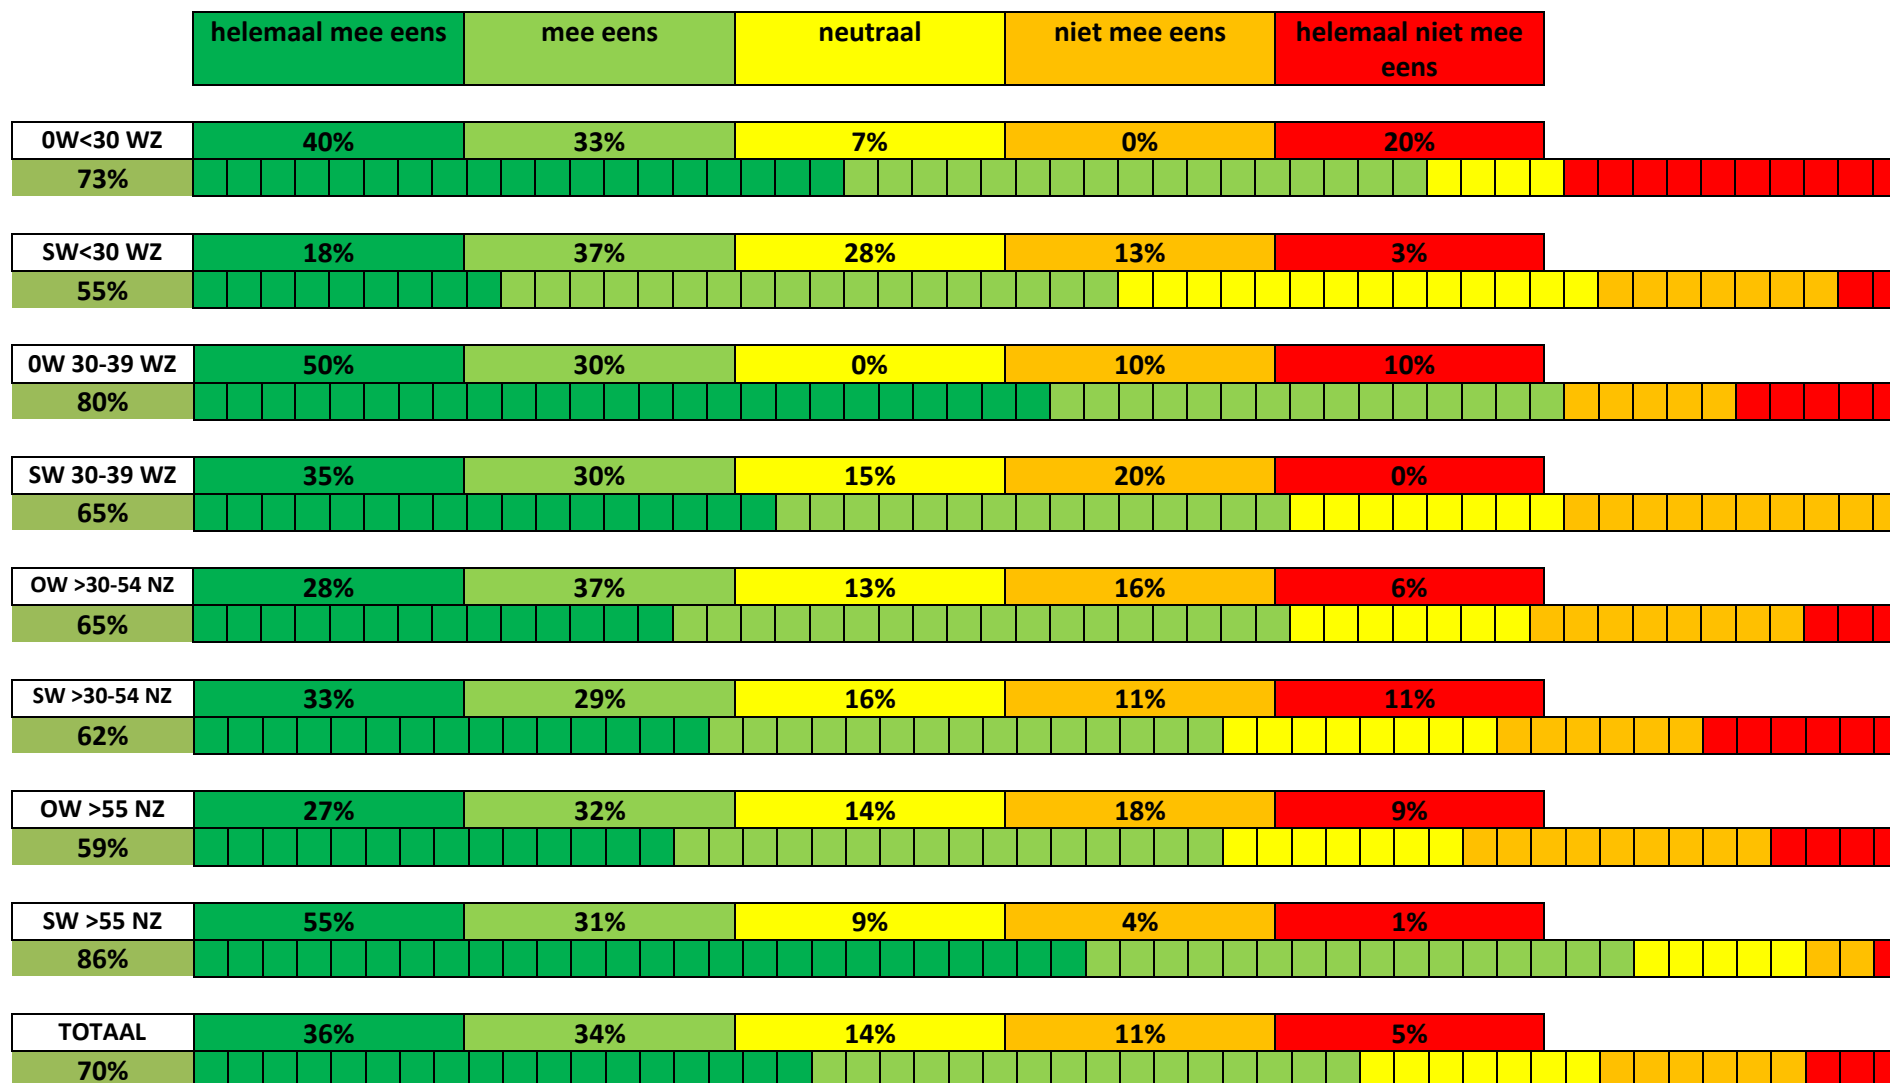 helemaal mee eens mee eens neutraal niet mee eens helemaal niet mee
eens
0W<30 WZ 40% 33% 7% 0% 20%
73%
SW<30 WZ 18% 37% 28% 13% 3%
55%
0W 30-39 WZ 50% 30% 0% 10% 10%
80%
SW 30-39 WZ 35% 30% 15% 20% 0%
65%
OW >30-54 NZ 28% 37% 13% 16% 6%
65%
SW >30-54 NZ 33% 29% 16% 11% 11%
62%
OW >55 NZ 27% 32% 14% 18% 9%
59%
SW >55 NZ 55% 31% 9% 4% 1%
86%
TOTAAL 36% 34% 14% 11% 5%
70%